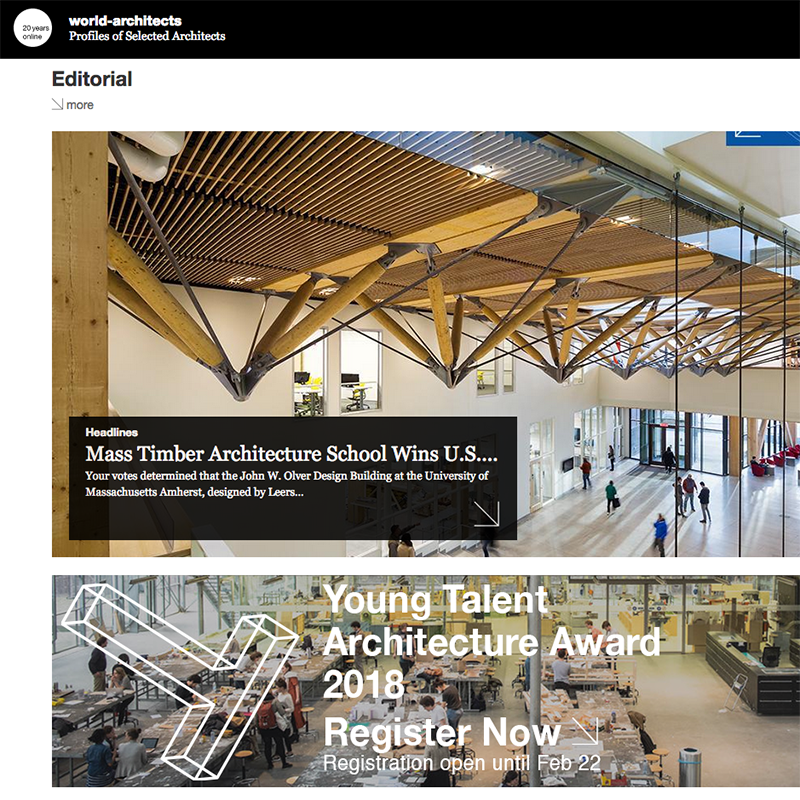 20 years
online
world-architects
Profiles of Selected Architects
Editorial
more
Headlines
Mass Timber Architecture School Wins U.S....
Your votes determined that the John W. Olver Design Building at the University of
Massachusetts Amherst, designed by Leers...
Young Talent
Architecture Award
2018
Register Now
Registration open until Feb 22